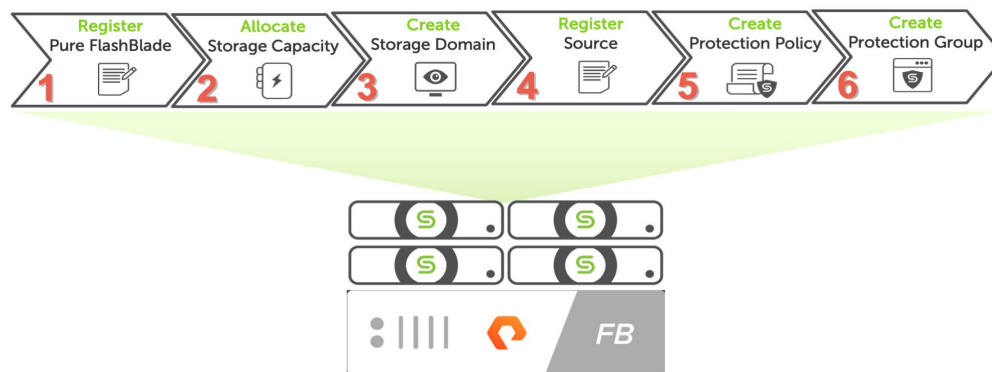 Register
Pure FlashBlade
1
Allocate
Storage Capacity
2
Create
Storage Domain
3
Register
Source
4
Create
Protection Policy
5
Create
Protection Group
6
FB